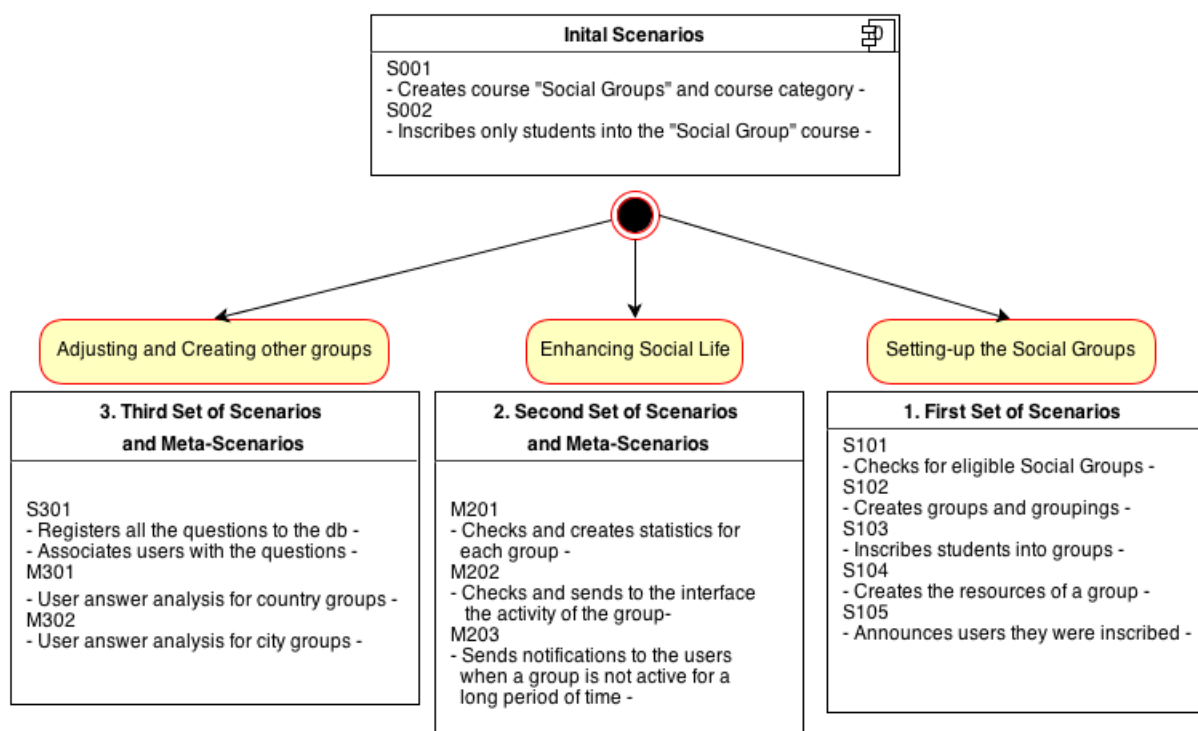 Inital Scenarios
S001
- Creates course "Social Groups" and course category -
S002
- Inscribes only students into the "Social Group" course -
Adjusting and Creating other groups
3. Third Set of Scenarios
and Meta-Scenarios
S301
- Registers all the questions to the db -
- Associates users with the questions -
M301
- User answer analysis for country groups -
M302
- User answer analysis for city groups -
Enhancing Social Life
2. Second Set of Scenarios
and Meta-Scenarios
M201
- Checks and creates statistics for
each group -
M202
- Checks and sends to the interface
the activity of the group-
M203
- Sends notifications to the users
when a group is not active for a
long period of time -
Setting-up the Social Groups
1. First Set of Scenarios
S101
- Checks for eligible Social Groups -
S102
- Creates groups and groupings -
S103
- Inscribes students into groups -
S104
- Creates the resources of a group -
S105
- Announces users they were inscribed -